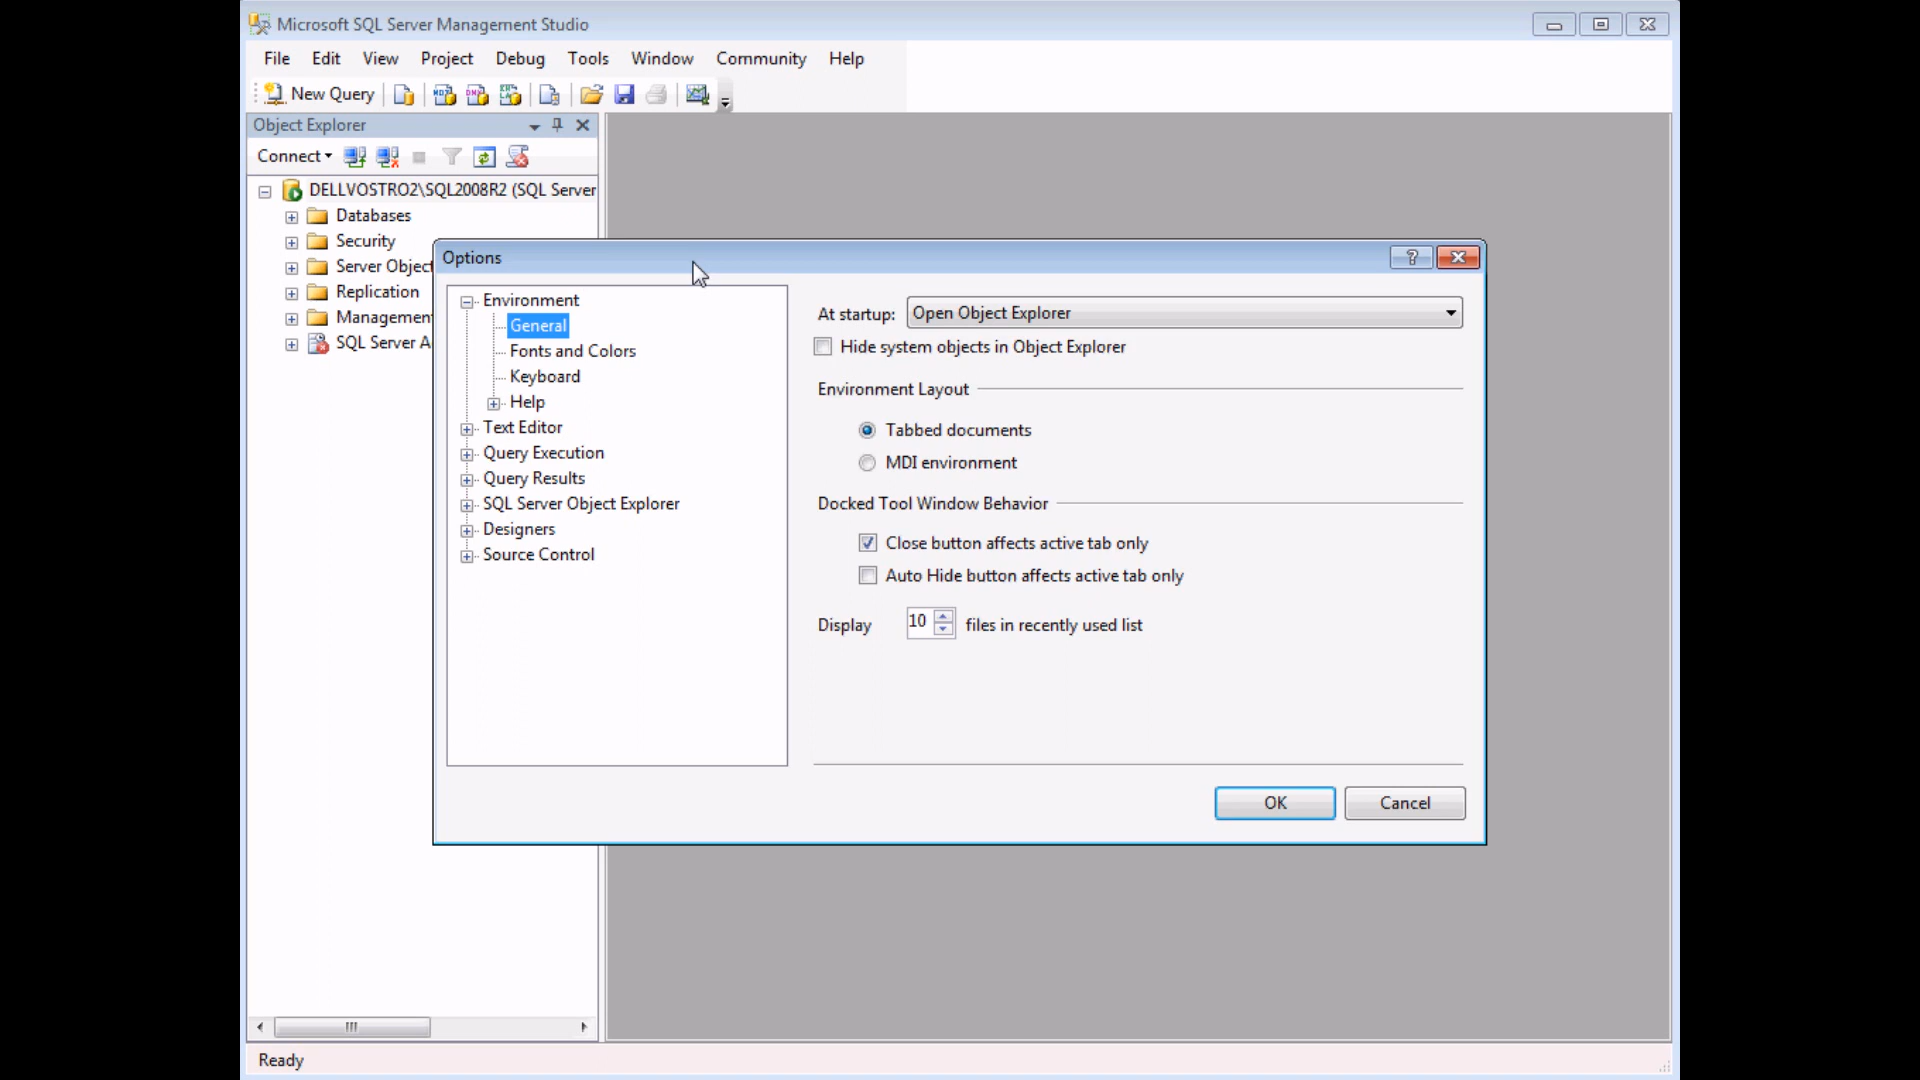 Microsoft SQL Server Management Studio
File Edit View Project Debug Tools Window Community Help
New Query
Object Explorer
Connect
DELLVOSTRO2\SQL2008R2 (SQL Server
Databases
Security
Server Object
Replication
Management
SQL Server A
Options
Environment
General
Fonts and Colors
Keyboard
Help
Text Editor
Query Execution
Query Results
SQL Server Object Explorer
Designers
Source Control
At startup: Open Object Explorer
Hide system objects in Object Explorer
Environment Layout
Tabbed documents
MDI environment
Docked Tool Window Behavior
Close button affects active tab only
Auto Hide button affects active tab only
Display 10 files in recently used list
OK Cancel
Ready